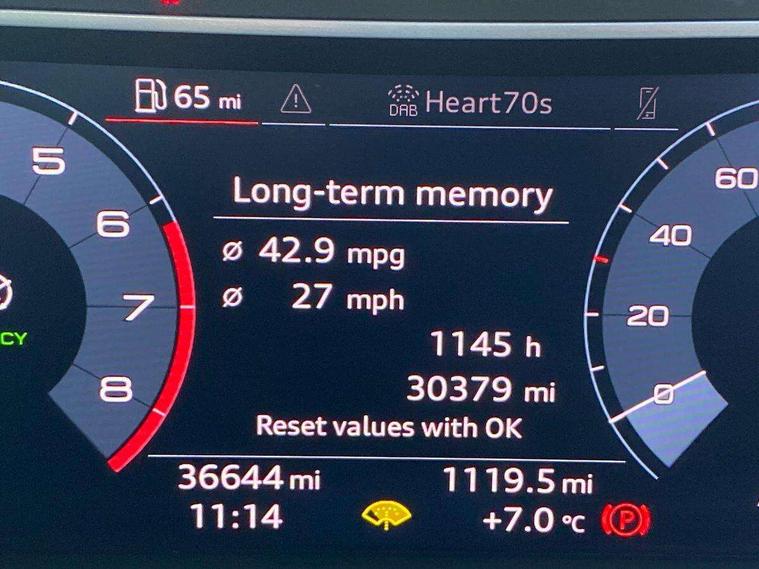 65 mi
DAB Heart70s
Long-term memory
ø 42.9 mpg
ø 27 mph
1145 h
30379 mi
Reset values with OK
36644 mi 1119.5 mi
11:14 +7.0 °C P
5
6
7
8
CY
60
40
20
0